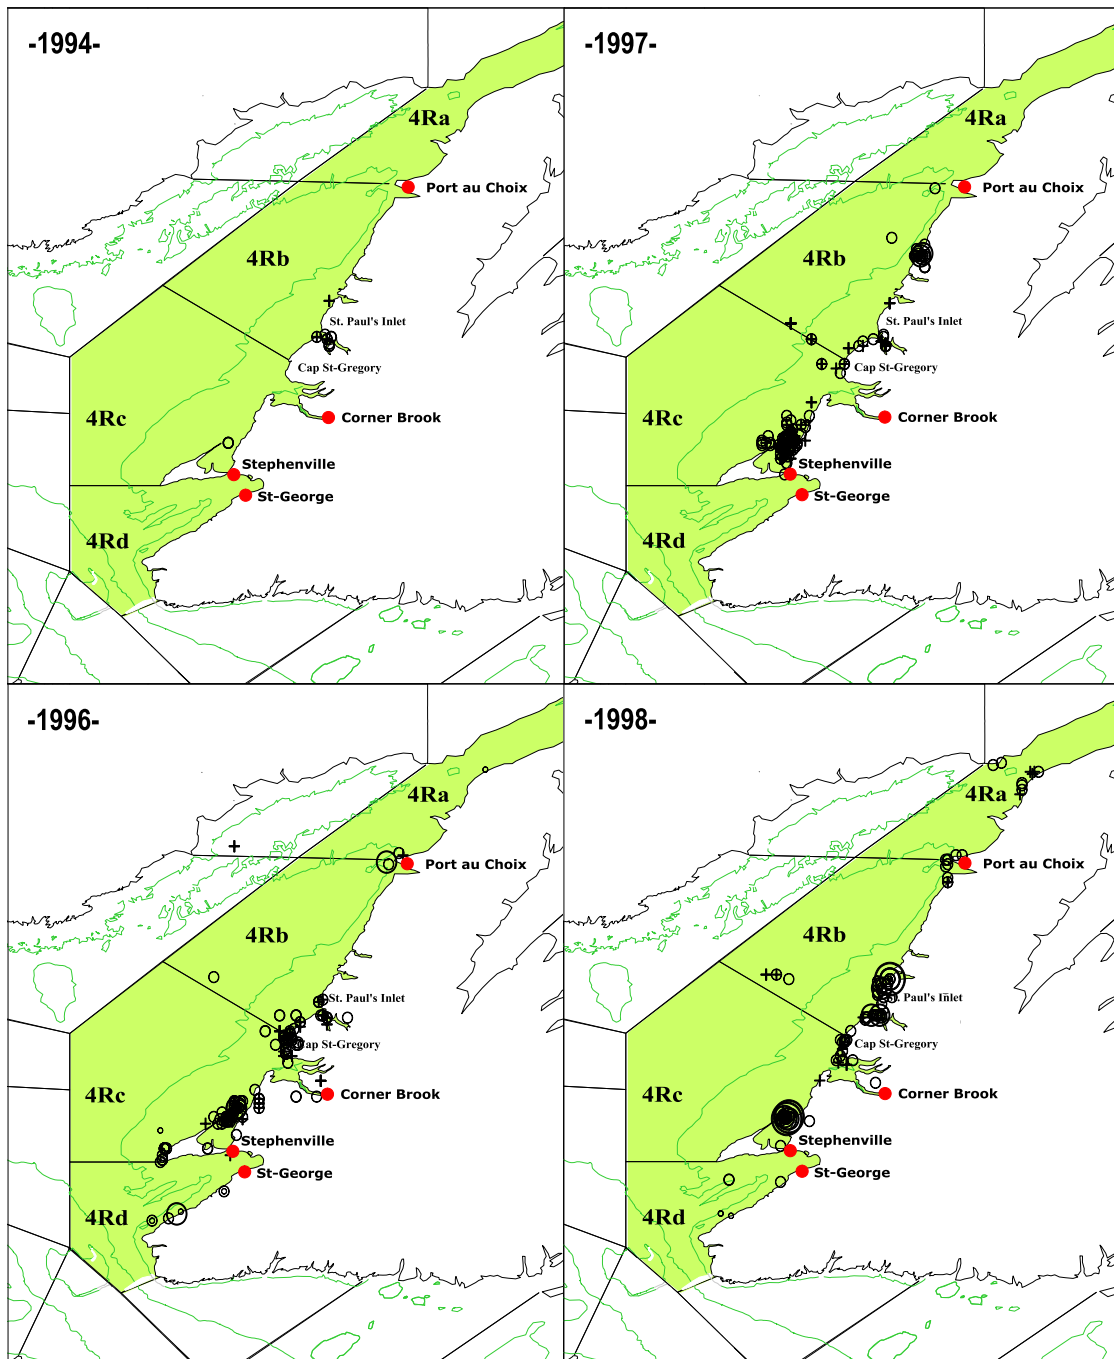 -1994-
4Ra
Port au Choix
4Rb
St. Paul's Inlet
Cap St-Gregory
4Rc
Corner Brook
Stephenville
St-George
4Rd
-1997-
4Ra
Port au Choix
4Rb
St. Paul's Inlet
Cap St-Gregory
4Rc
Corner Brook
Stephenville
St-George
4Rd
-1996-
4Ra
Port au Choix
4Rb
St. Paul's Inlet
Cap St-Gregory
4Rc
Corner Brook
Stephenville
St-George
4Rd
-1998-
4Ra
Port au Choix
4Rb
St. Paul's Inlet
Cap St-Gregory
4Rc
Corner Brook
Stephenville
St-George
4Rd